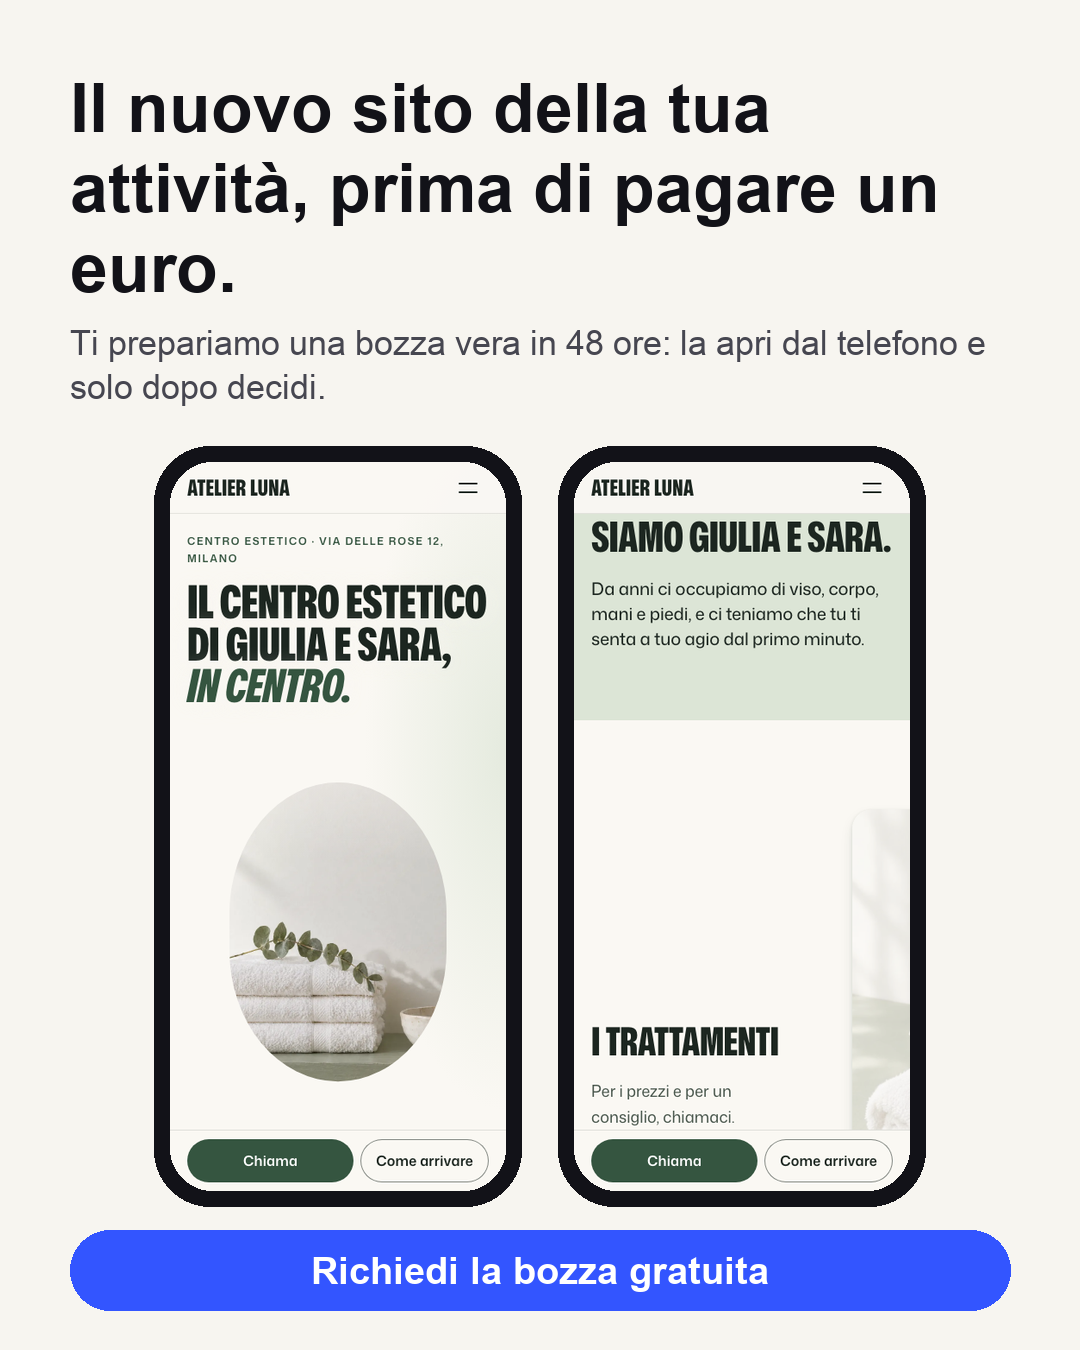 Il nuovo sito della tua
attività, prima di pagare un
euro.
Ti prepariamo una bozza vera in 48 ore: la apri dal telefono e
solo dopo decidi.
ATELIER LUNA
CENTRO ESTETICO · VIA DELLE ROSE 12,
MILANO
IL CENTRO ESTETICO
DI GIULIA E SARA,
IN CENTRO.
Chiama
Come arrivare
ATELIER LUNA
SIAMO GIULIA E SARA.
Da anni ci occupiamo di viso, corpo,
mani e piedi, e ci teniamo che tu ti
senta a tuo agio dal primo minuto.
I TRATTAMENTI
Per i prezzi e per un
consiglio, chiamaci.
Chiama
Come arrivare
Richiedi la bozza gratuita